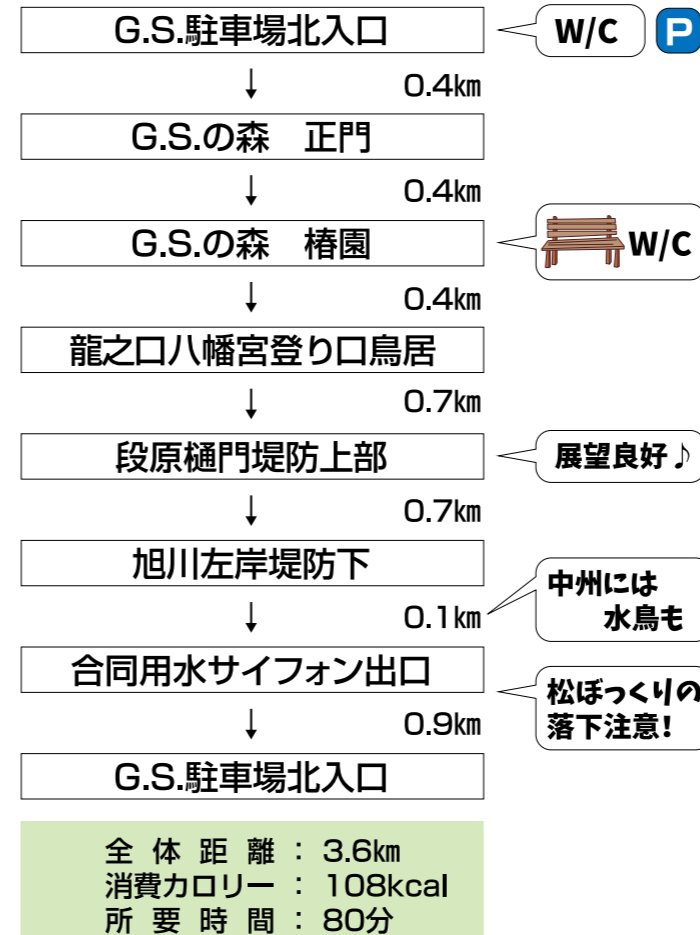 G.S.駐車場北入口
W/C P
↓ 0.4㎞
G.S.の森　正門
↓ 0.4㎞
G.S.の森　椿園
W/C
↓ 0.4㎞
龍之口八幡宮登り口鳥居
↓ 0.7㎞
段原樋門堤防上部
展望良好♪
↓ 0.7㎞
旭川左岸堤防下
↓ 0.1㎞
中州には
水鳥も
合同用水サイフォン出口
松ぼっくりの
落下注意!
↓ 0.9㎞
G.S.駐車場北入口
全体距離：3.6㎞
消費カロリー：108kcal
所要時間：80分